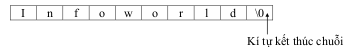 I n f o w o r l d \0
Kí tự kết thúc chuỗi